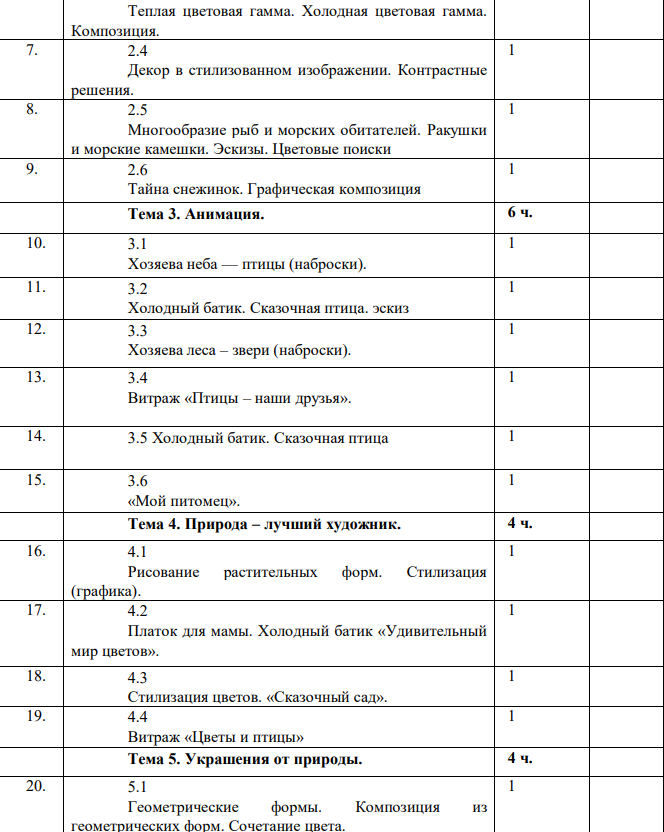 Теплая цветовая гамма. Холодная цветовая гамма.
Композиция.
7. 2.4 1
Декор в стилизованном изображении. Контрастные
решения.
8. 2.5 1
Многообразие рыб и морских обитателей. Ракушки
и морские камешки. Эскизы. Цветовые поиски
9. 2.6 1
Тайна снежинок. Графическая композиция
Тема 3. Анимация. 6 ч.
10. 3.1 1
Хозяева неба — птицы (наброски).
11. 3.2 1
Холодный батик. Сказочная птица. эскиз
12. 3.3 1
Хозяева леса – звери (наброски).
13. 3.4 1
Витраж «Птицы – наши друзья».
14. 3.5 Холодный батик. Сказочная птица 1
15. 3.6 1
«Мой питомец».
Тема 4. Природа – лучший художник. 4 ч.
16. 4.1 1
Рисование растительных форм. Стилизация
(графика).
17. 4.2 1
Платок для мамы. Холодный батик «Удивительный
мир цветов».
18. 4.3 1
Стилизация цветов. «Сказочный сад».
19. 4.4 1
Витраж «Цветы и птицы»
Тема 5. Украшения от природы. 4 ч.
20. 5.1 1
Геометрические формы. Композиция из
геометрических форм. Сочетание цвета.